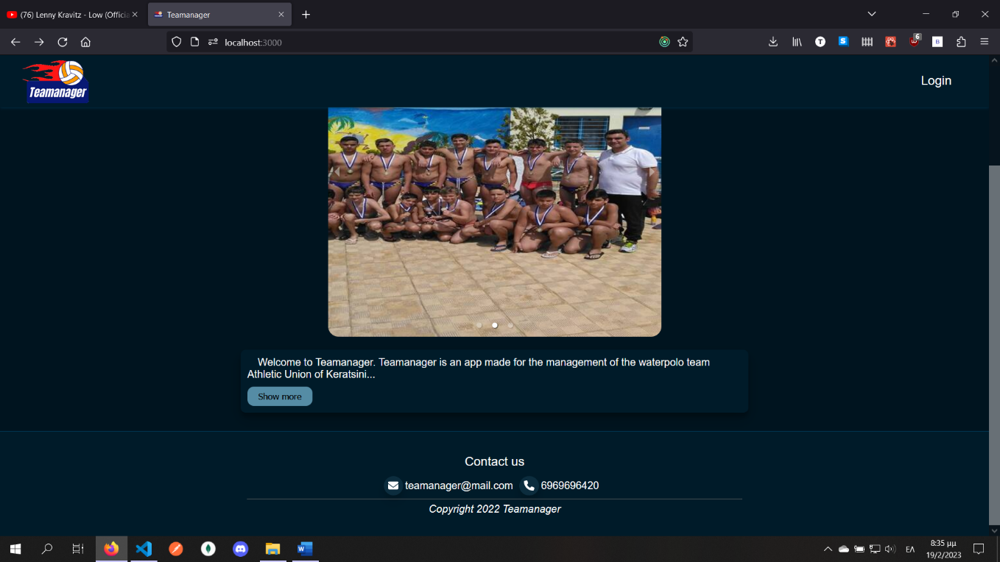 (76) Lenny Kravitz - Low (Officia
Teamanager
localhost:3000
6
Teamanager
Login
Welcome to Teamanager. Teamanager is an app made for the management of the waterpolo team
Athletic Union of Keratsini...
Show more
Contact us
teamanager@mail.com 6969696420
Copyright 2022 Teamanager
ΕΛ
8:35 μμ
19/2/2023